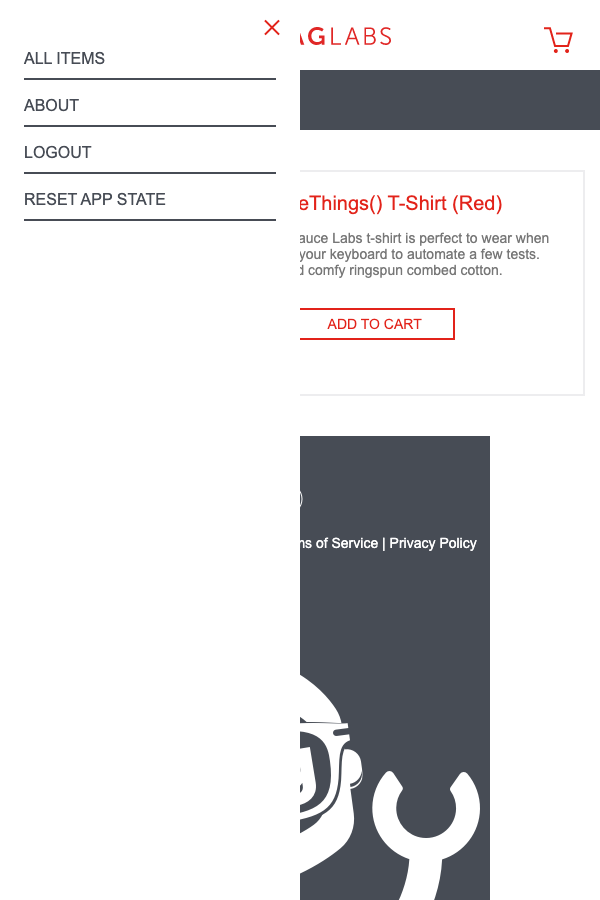 ALL ITEMS
ABOUT
LOGOUT
RESET APP STATE
AGLABS
eThings() T-Shirt (Red)
auce Labs t-shirt is perfect to wear when
your keyboard to automate a few tests.
d comfy ringspun combed cotton.
ADD TO CART
ms of Service | Privacy Policy